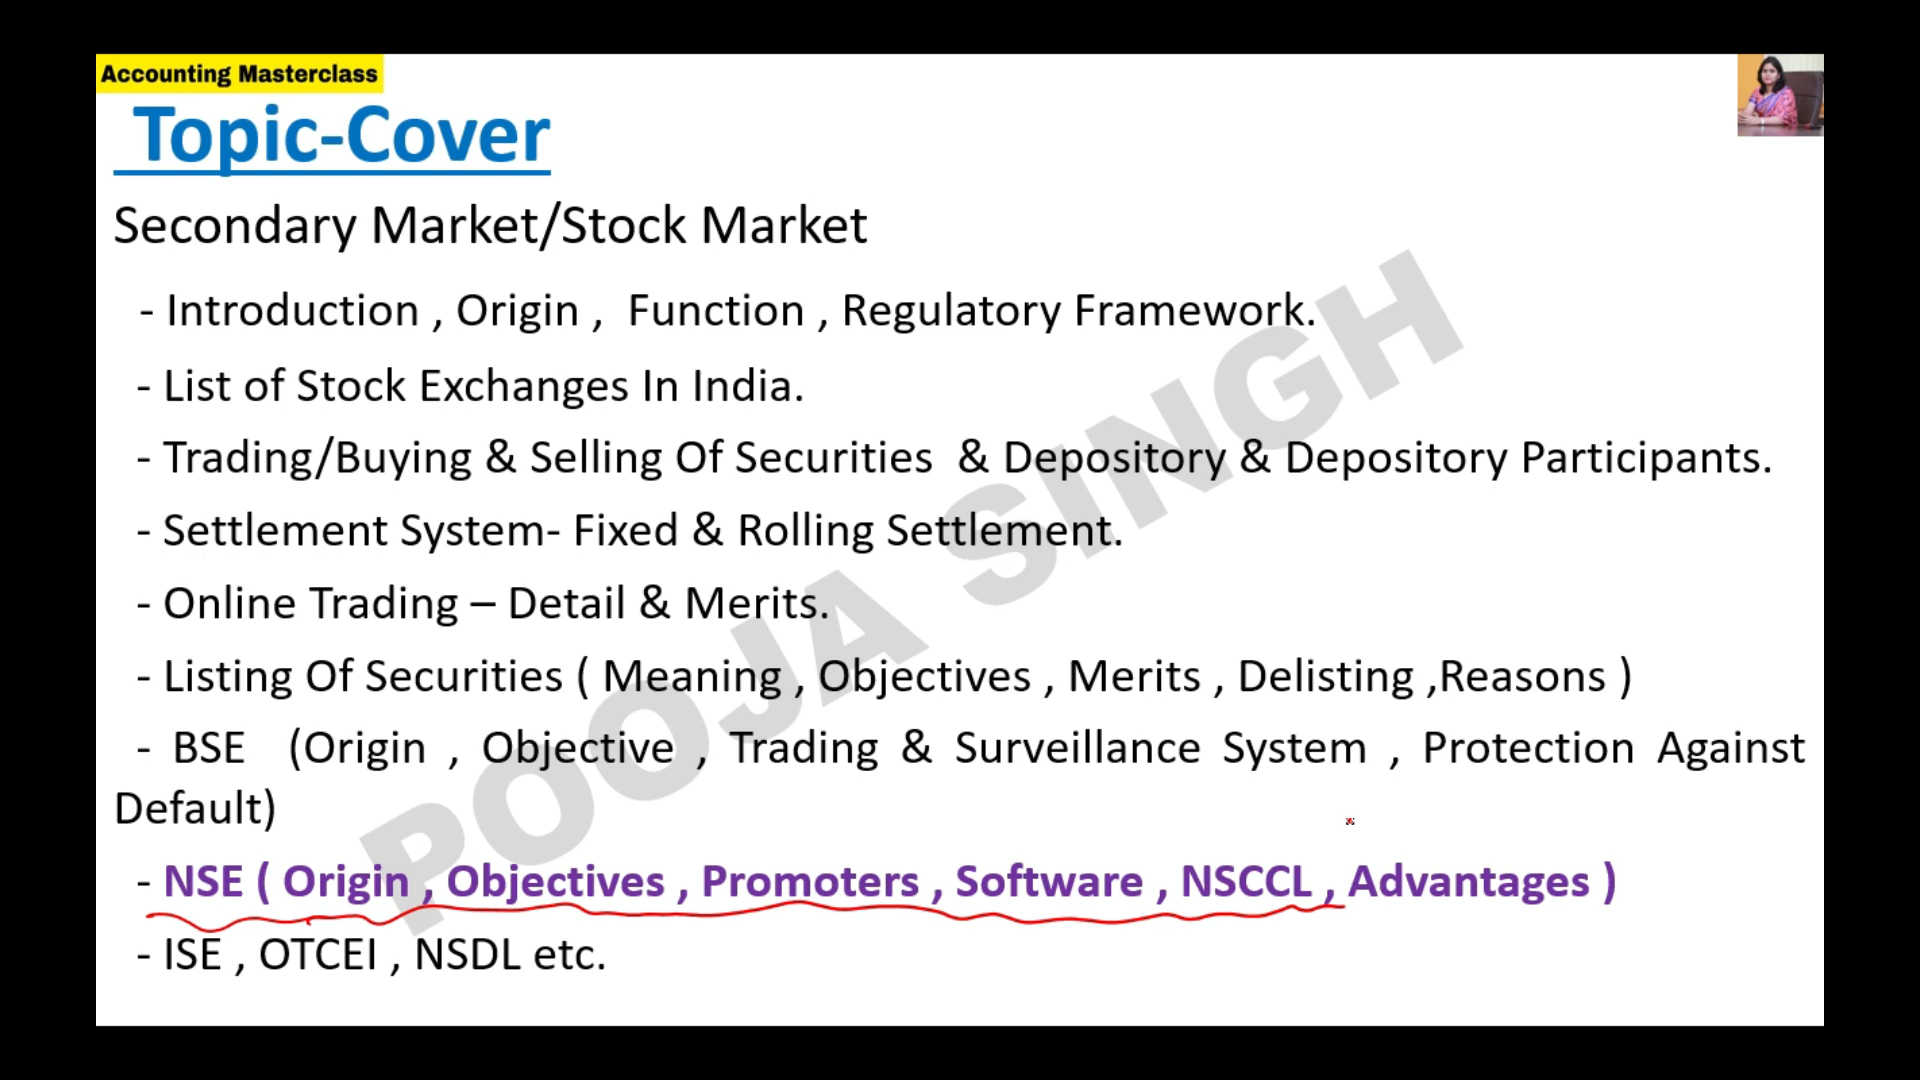 Accounting Masterclass
Topic-Cover
Secondary Market/Stock Market
- Introduction , Origin , Function , Regulatory Framework.
- List of Stock Exchanges In India.
- Trading/Buying & Selling Of Securities & Depository & Depository Participants.
- Settlement System- Fixed & Rolling Settlement.
- Online Trading – Detail & Merits.
- Listing Of Securities ( Meaning , Objectives , Merits , Delisting ,Reasons )
- BSE (Origin , Objective , Trading & Surveillance System , Protection Against
Default)
- NSE ( Origin , Objectives , Promoters , Software , NSCCL , Advantages )
- ISE , OTCEI , NSDL etc.
POOJA SINGH